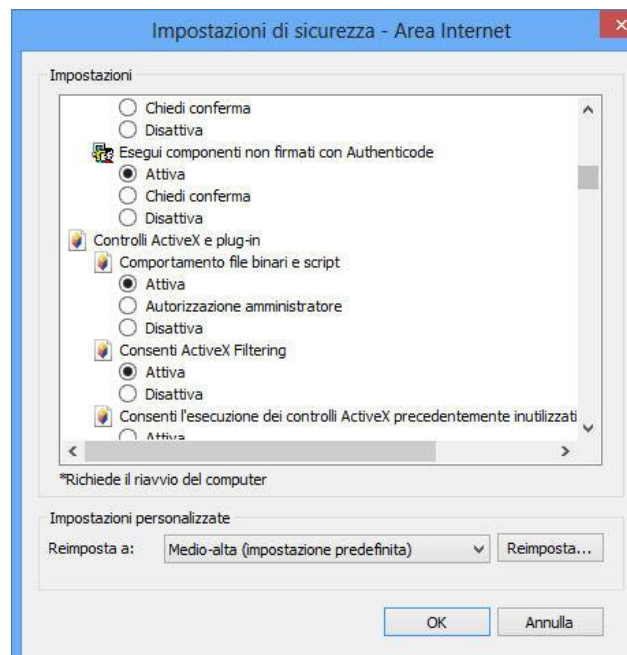 Impostazioni di sicurezza - Area Internet
Impostazioni
Chiedi conferma
Disattiva
Esegui componenti non firmati con Authenticode
Attiva
Chiedi conferma
Disattiva
Controlli ActiveX e plug-in
Comportamento file binari e script
Attiva
Autorizzazione amministratore
Disattiva
Consenti ActiveX Filtering
Attiva
Disattiva
Consenti l'esecuzione dei controlli ActiveX precedentemente inutilizzati
Attiva
*Richiede il riavvio del computer
Impostazioni personalizzate
Reimposta a: Medio-alta (impostazione predefinita) Reimposta...
OK Annulla